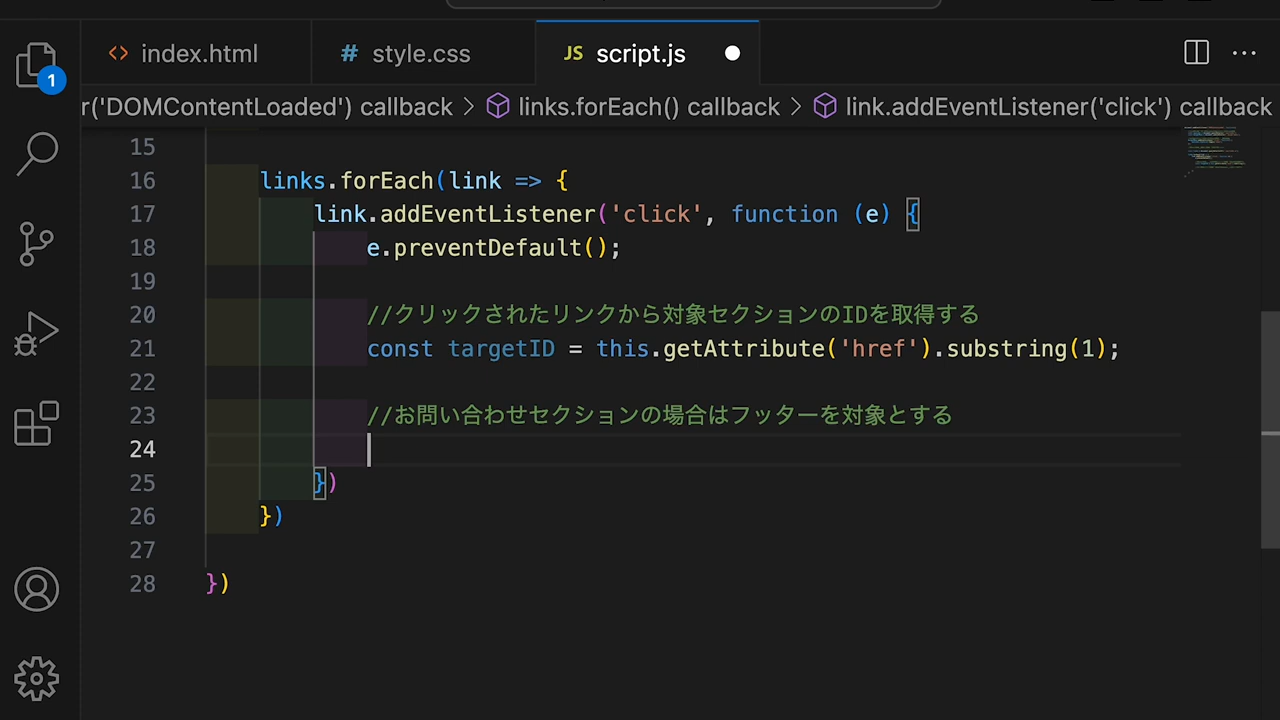 index.html
# style.css
JS script.js
1
r('DOMContentLoaded') callback > links.forEach() callback > link.addEventListener('click') callback
15
16 links.forEach(link => {
17 link.addEventListener('click', function (e) {
18 e.preventDefault();
19
20 //クリックされたリンクから対象セクションのIDを取得する
21 const targetID = this.getAttribute('href').substring(1);
22
23 //お問い合わせセクションの場合はフッターを対象とする
24
25 })
26 })
27
28 })